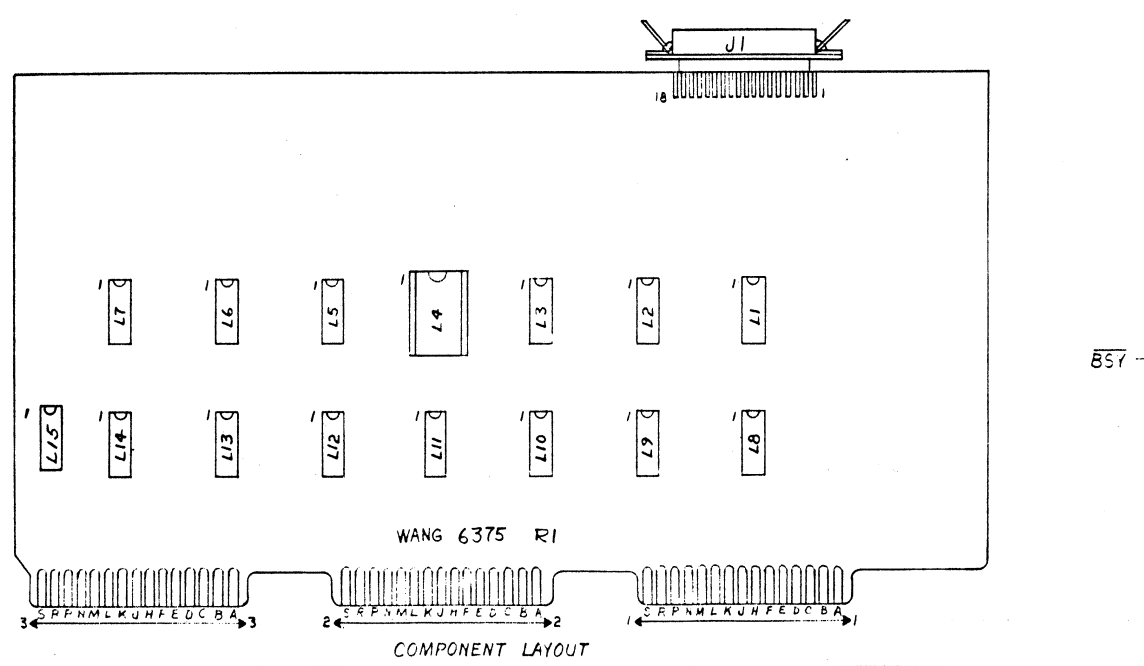 J1
18 1
1 L7 1 L6 1 L5 1 L4 1 L3 1 L2 1 L1
BSY
1 L15 1 L14 1 L13 1 L12 1 L11 1 L10 1 L9 1 L8
WANG 6375 R1
S R P N M L K J H F E D C B A S R P N M L K J H F E D C B A S R P N M L K J H F E D C B A
3 3 2 2 1 1
COMPONENT LAYOUT